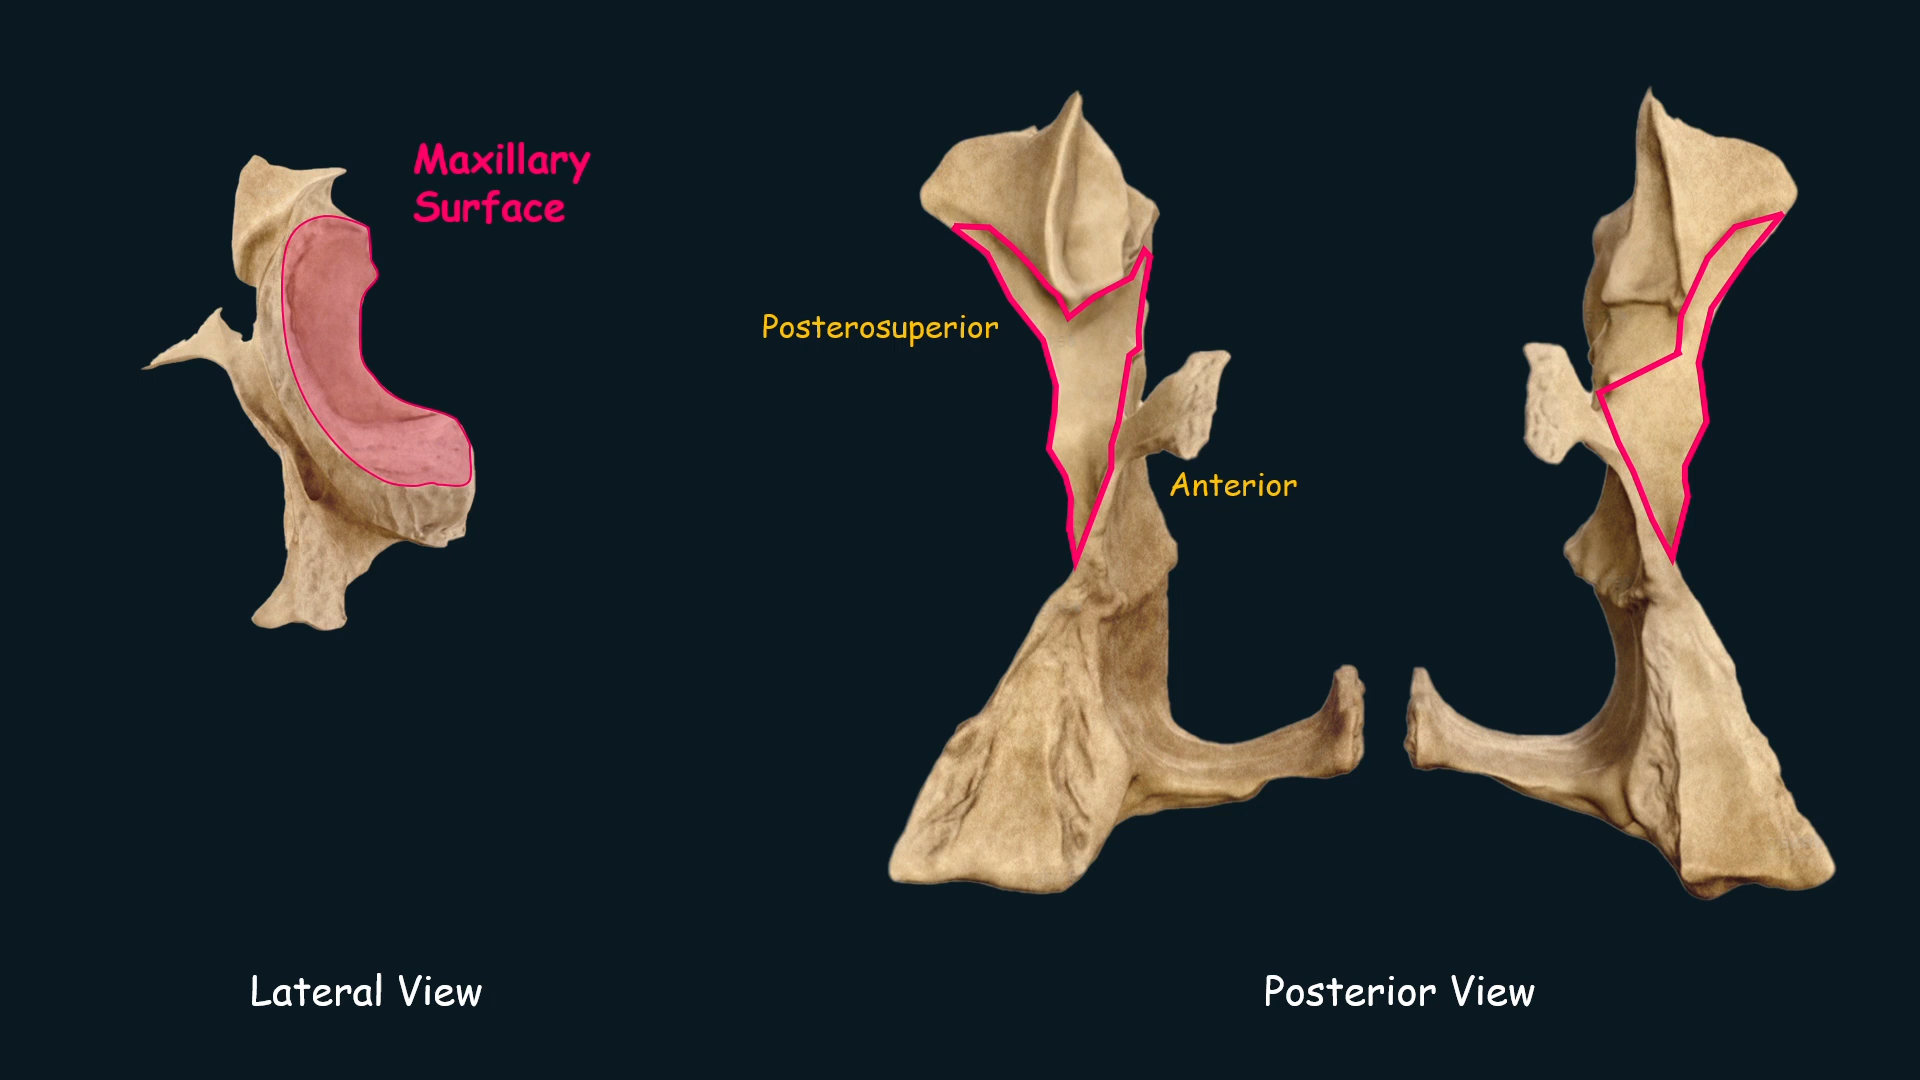 Maxillary
Surface
Posterosuperior
Anterior
Lateral View
Posterior View